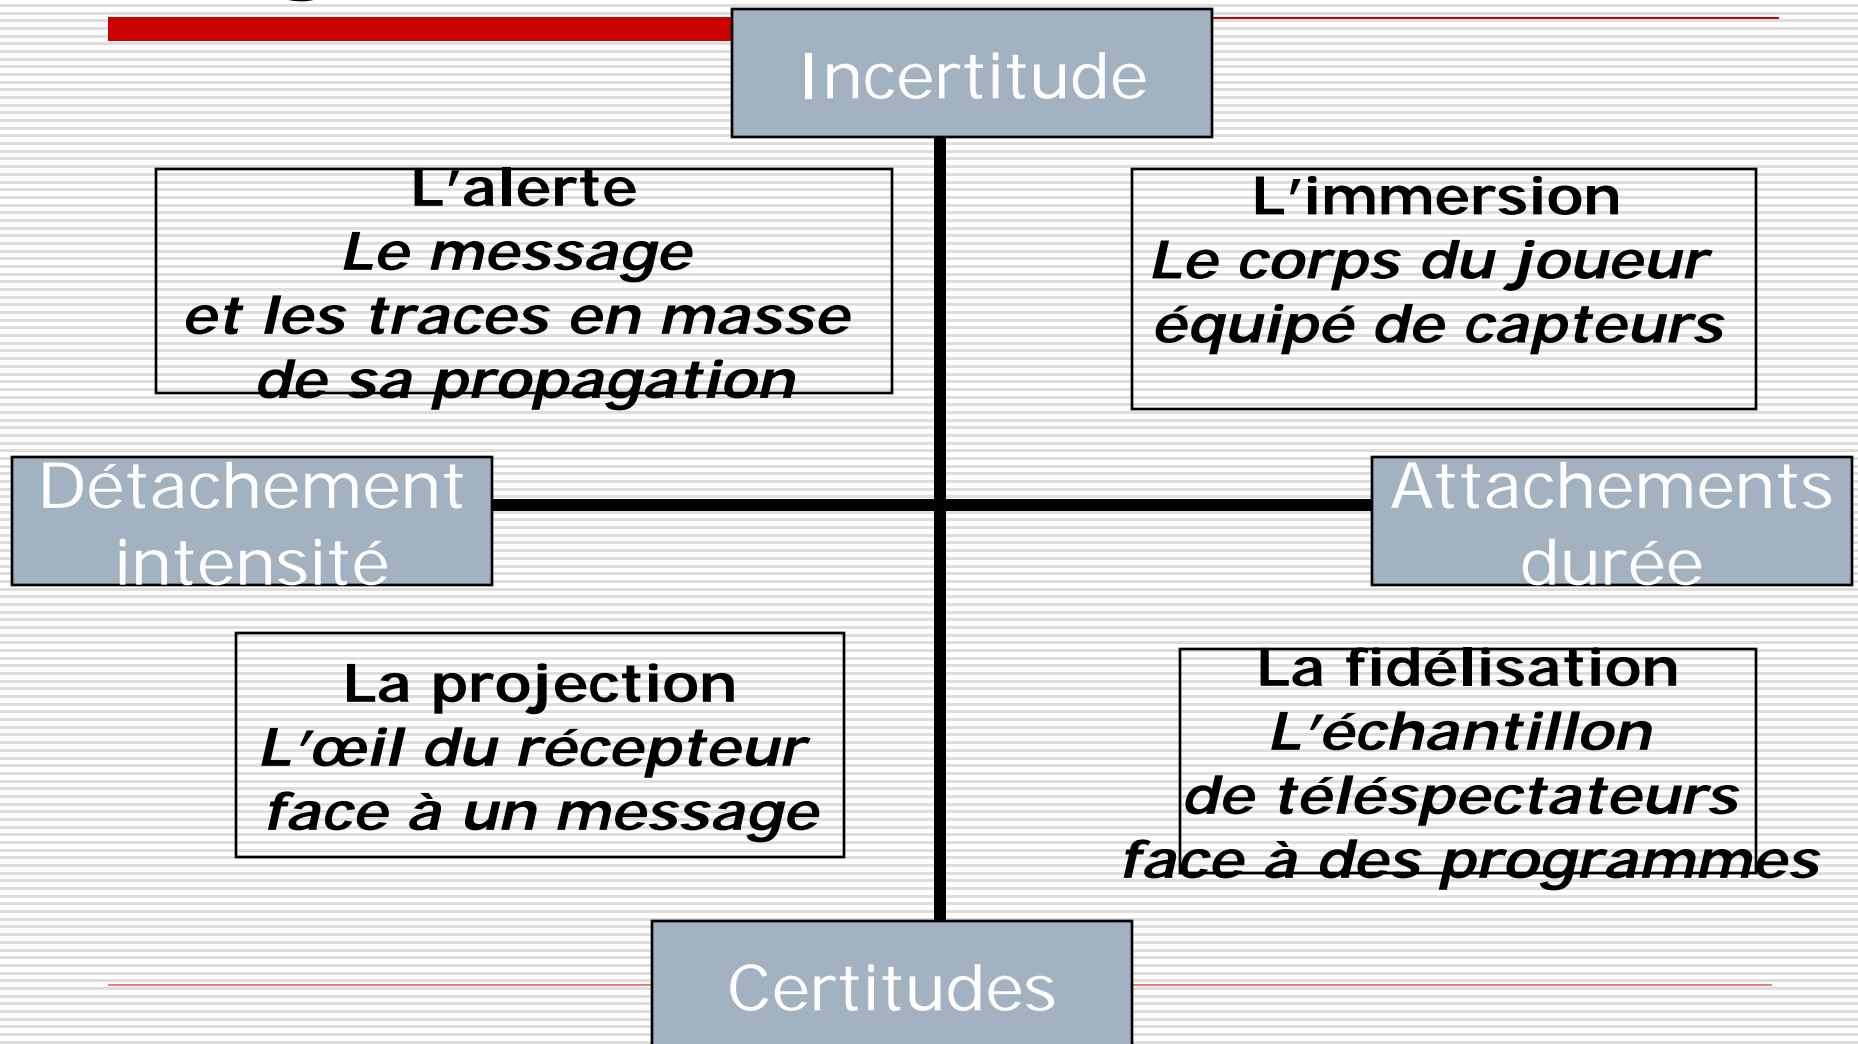 Incertitude
L'alerte
Le message
et les traces en masse
de sa propagation
L'immersion
Le corps du joueur
équipé de capteurs
Détachement
intensité
Attachements
durée
La projection
L'œil du récepteur
face à un message
La fidélisation
L'échantillon
de téléspectateurs
face à des programmes
Certitudes